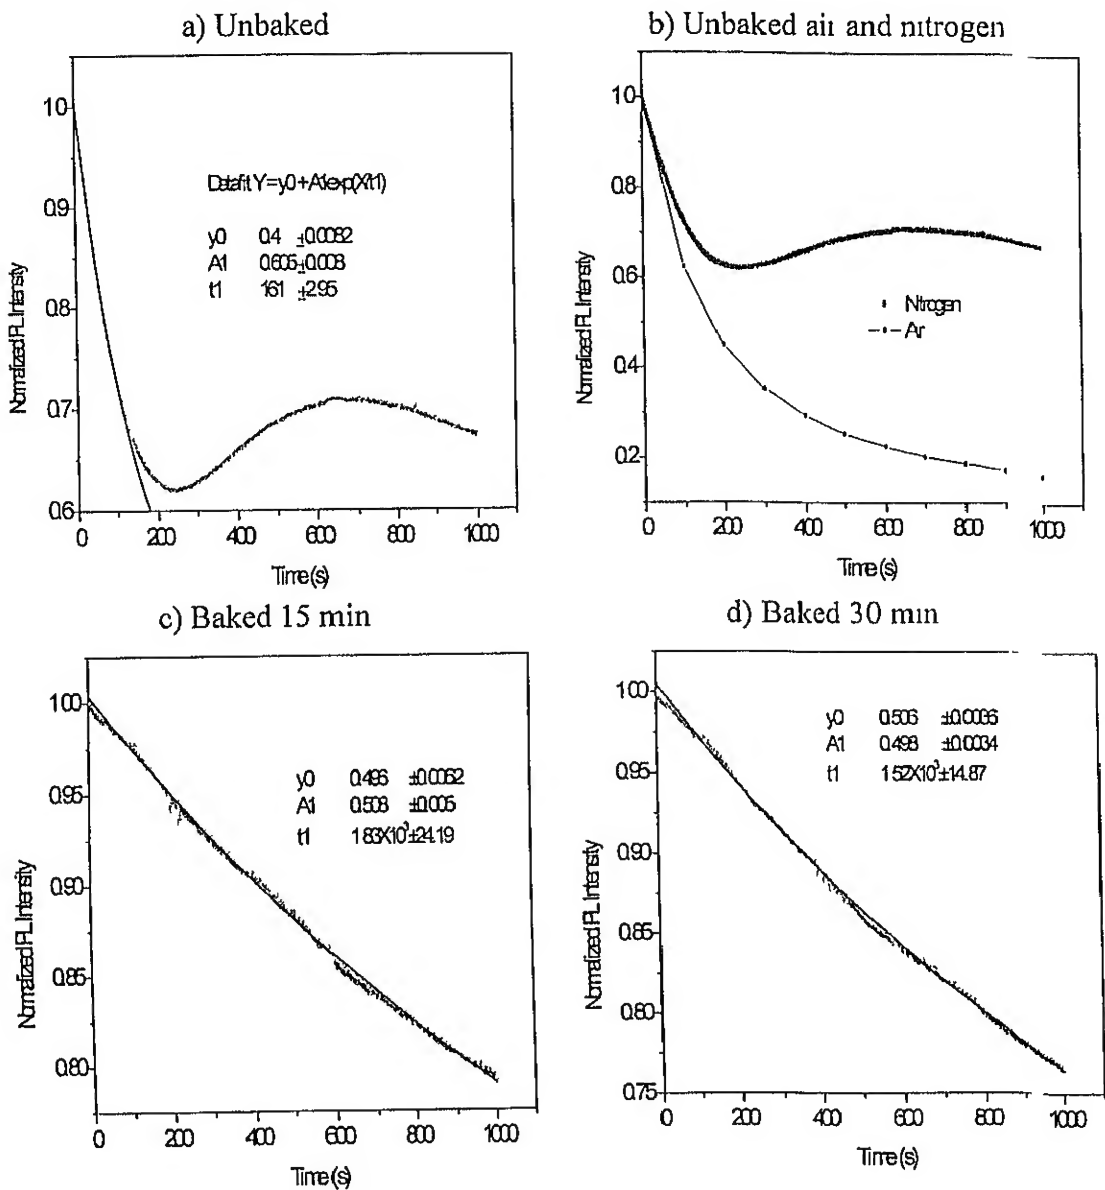 a) Unbaked
1.0
0.9
0.8
0.7
0.6
Normalized PL Intensity
Datafit Y=y0+A1exp(X/t1)
y0 0.4 ±0.0082
A1 0.605±0.008
t1 161 ±2.95
0 200 400 600 800 1000
Time (s)
b) Unbaked air and nitrogen
1.0
0.8
0.6
0.4
0.2
Normalized PL Intensity
Nitrogen
Air
0 200 400 600 800 1000
Time (s)
c) Baked 15 min
1.00
0.95
0.90
0.85
0.80
Normalized PL Intensity
y0 0.496 ±0.0052
A1 0.508 ±0.005
t1 1.83X10³±24.19
0 200 400 600 800 1000
Time (s)
d) Baked 30 min
1.00
0.95
0.90
0.85
0.80
0.75
Normalized PL Intensity
y0 0.506 ±0.0036
A1 0.498 ±0.0034
t1 1.52X10³±14.87
0 200 400 600 800 1000
Time (s)